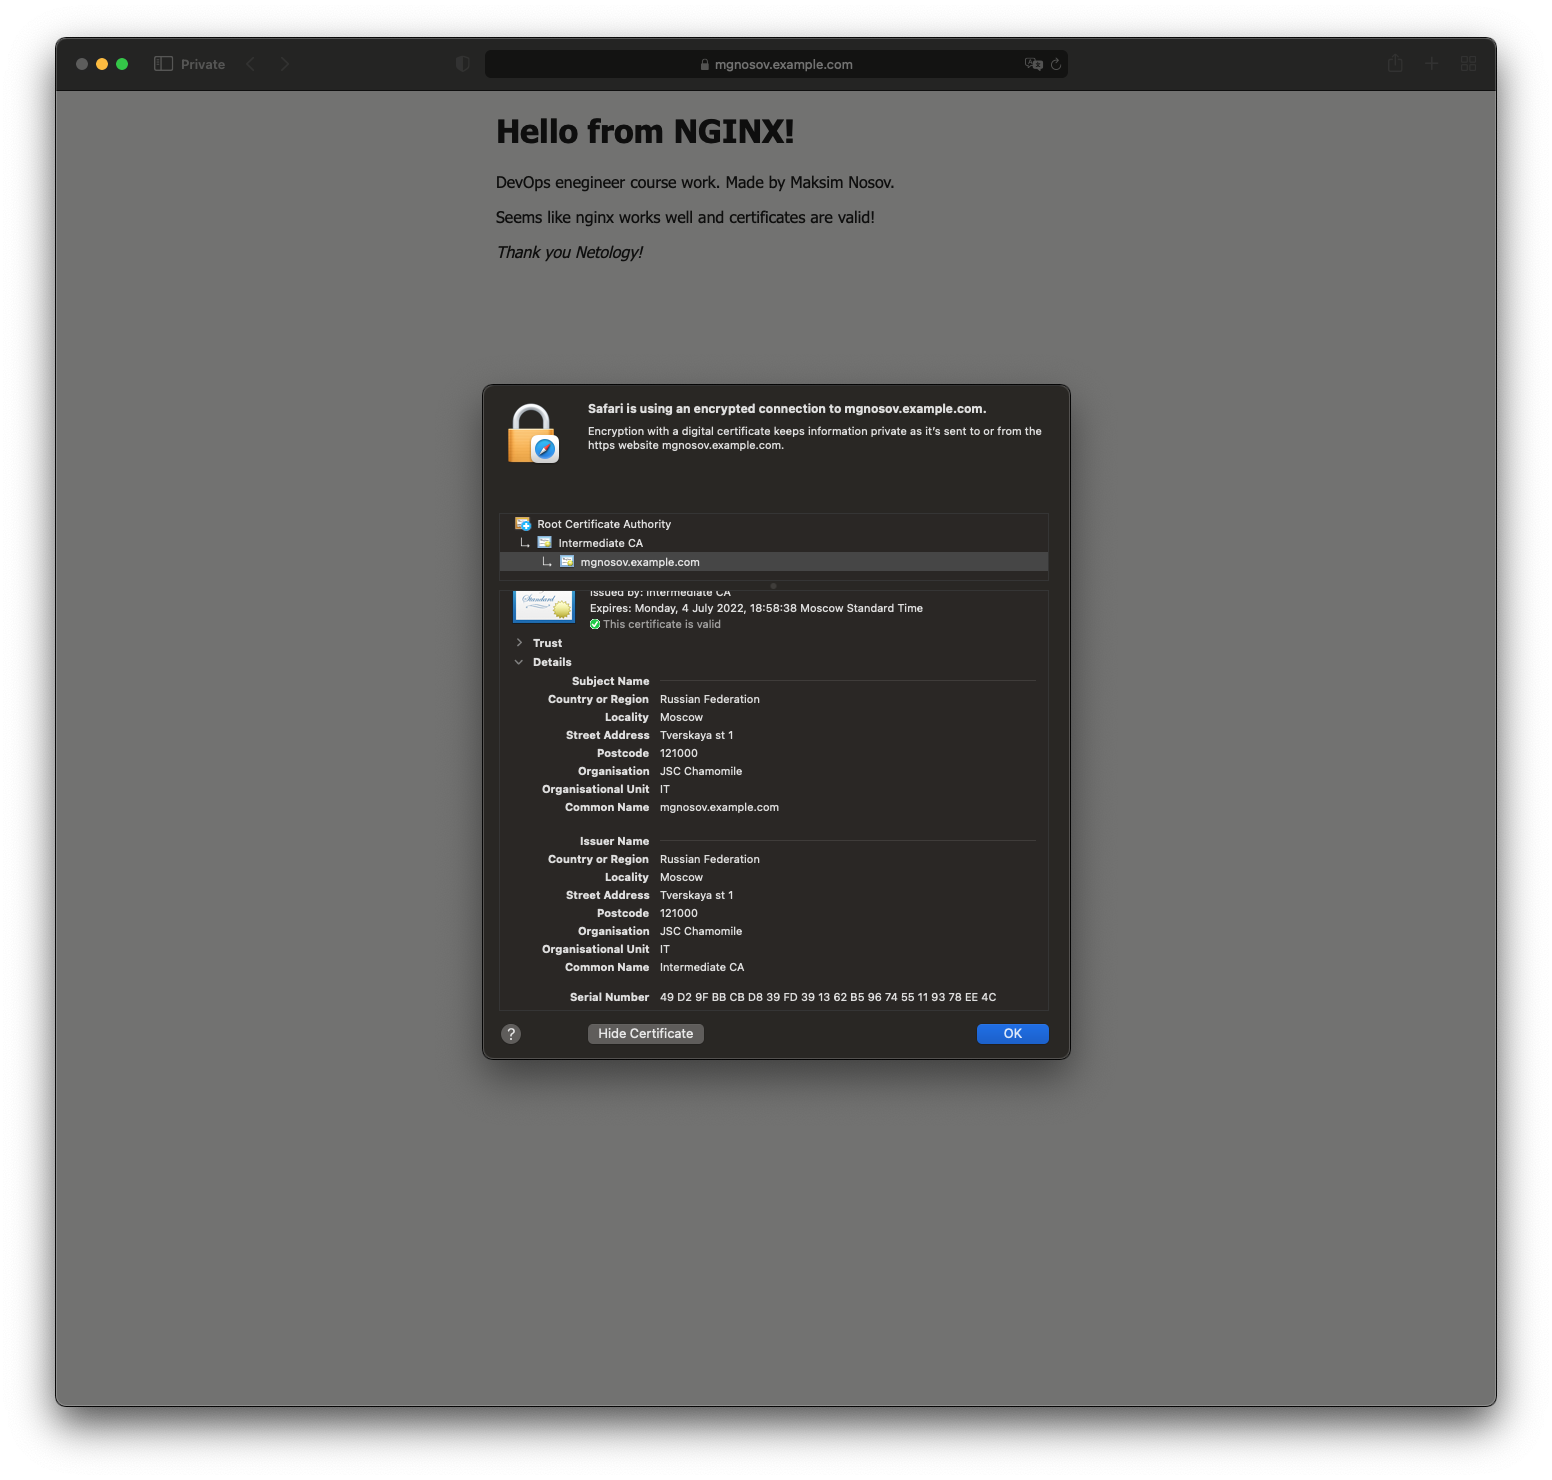 Private
mgnosov.example.com
Hello from NGINX!
DevOps enegineer course work. Made by Maksim Nosov.
Seems like nginx works well and certificates are valid!
Thank you Netology!
Safari is using an encrypted connection to mgnosov.example.com.
Encryption with a digital certificate keeps information private as it's sent to or from the
https website mgnosov.example.com.
Root Certificate Authority
Intermediate CA
mgnosov.example.com
Standard
Issued by: Intermediate CA
Expires: Monday, 4 July 2022, 18:58:38 Moscow Standard Time
This certificate is valid
Trust
Details
Subject Name
Country or Region Russian Federation
Locality Moscow
Street Address Tverskaya st 1
Postcode 121000
Organisation JSC Chamomile
Organisational Unit IT
Common Name mgnosov.example.com
Issuer Name
Country or Region Russian Federation
Locality Moscow
Street Address Tverskaya st 1
Postcode 121000
Organisation JSC Chamomile
Organisational Unit IT
Common Name Intermediate CA
Serial Number 49 D2 9F BB CB D8 39 FD 39 13 62 B5 96 74 55 11 93 78 EE 4C
? Hide Certificate OK